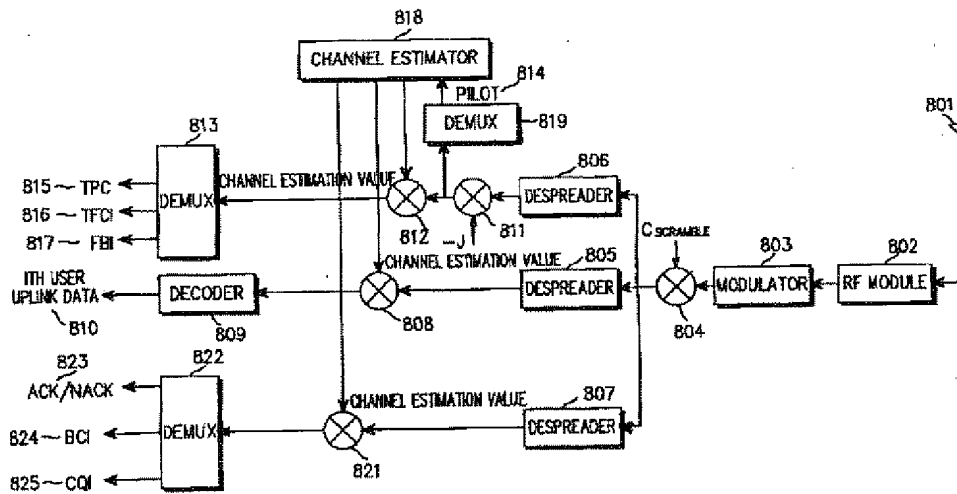 818
CHANNEL ESTIMATOR
814
PILOT
801
DEMUX
819
813
806
CHANNEL ESTIMATION VALUE
DESPREADER
815~TPC
DEMUX
816~TFCI
812
811
817~FBI
-J
C SCRAMBLE
803
802
CHANNEL ESTIMATION VALUE
805
ITH USER
UPLINK DATA
DECODER
DESPREADER
MODULATOR
RF MODULE
810
809
808
804
823
822
ACK/NACK
CHANNEL ESTIMATION VALUE
807
824~BCI
DEMUX
DESPREADER
821
825~CQI